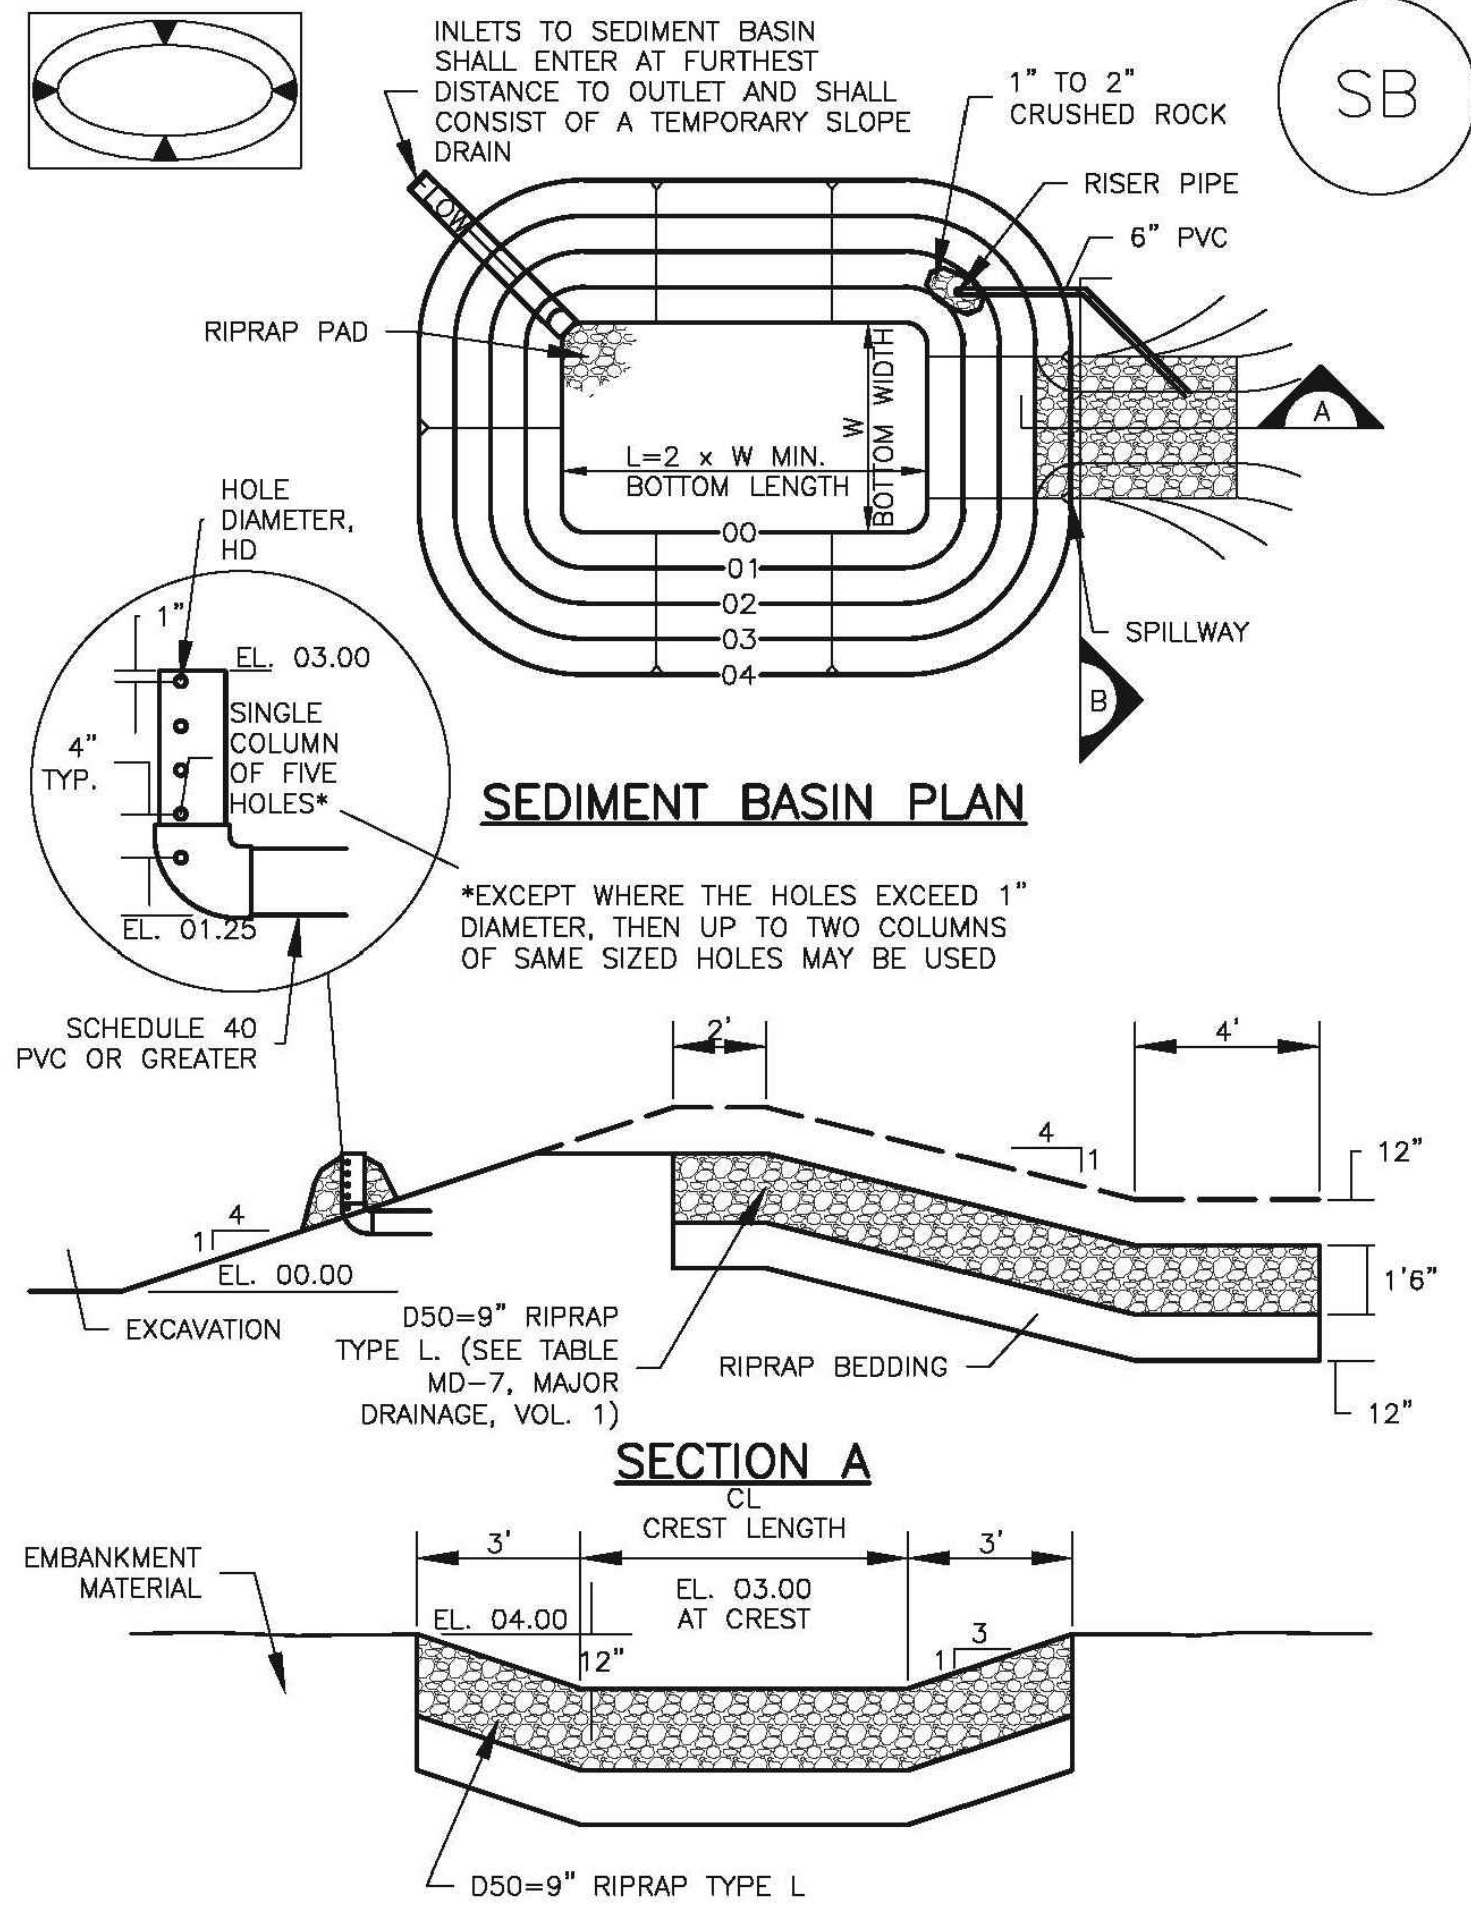 INLETS TO SEDIMENT BASIN
SHALL ENTER AT FURTHEST
DISTANCE TO OUTLET AND SHALL
CONSIST OF A TEMPORARY SLOPE
DRAIN
1" TO 2"
CRUSHED ROCK
SB
RISER PIPE
6" PVC
FLOW
RIPRAP PAD
W
BOTTOM WIDTH
L=2 x W MIN.
BOTTOM LENGTH
A
00
01
02
03
04
SPILLWAY
B
HOLE
DIAMETER,
HD
1"
EL. 03.00
SINGLE
COLUMN
OF FIVE
HOLES*
4"
TYP.
EL. 01.25
SEDIMENT BASIN PLAN
*EXCEPT WHERE THE HOLES EXCEED 1"
DIAMETER, THEN UP TO TWO COLUMNS
OF SAME SIZED HOLES MAY BE USED
SCHEDULE 40
PVC OR GREATER
2'
4'
4
1
12"
4
1
EL. 00.00
1'6"
EXCAVATION
D50=9" RIPRAP
TYPE L. (SEE TABLE
MD-7, MAJOR
DRAINAGE, VOL. 1)
RIPRAP BEDDING
12"
SECTION A
CL
CREST LENGTH
3'
3'
EMBANKMENT
MATERIAL
EL. 03.00
AT CREST
EL. 04.00
12"
3
1
D50=9" RIPRAP TYPE L